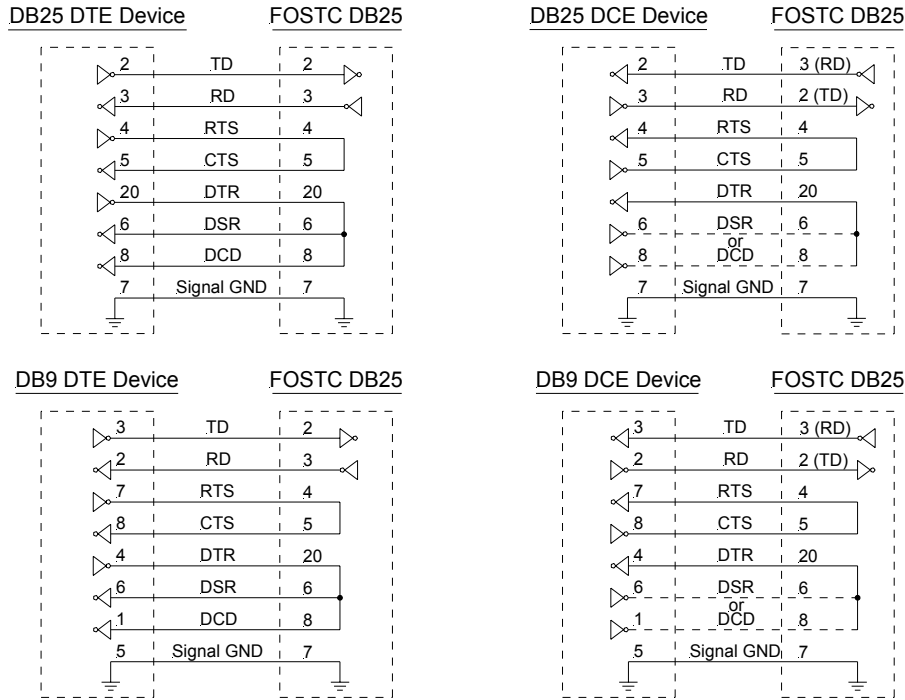 DB25 DTE Device FOSTC DB25
2 TD 2
3 RD 3
4 RTS 4
5 CTS 5
20 DTR 20
6 DSR 6
8 DCD 8
7 Signal GND 7
DB25 DCE Device FOSTC DB25
2 TD 3 (RD)
3 RD 2 (TD)
4 RTS 4
5 CTS 5
DTR 20
6 DSR 6
or
8 DCD 8
7 Signal GND 7
DB9 DTE Device FOSTC DB25
3 TD 2
2 RD 3
7 RTS 4
8 CTS 5
4 DTR 20
6 DSR 6
1 DCD 8
5 Signal GND 7
DB9 DCE Device FOSTC DB25
3 TD 3 (RD)
2 RD 2 (TD)
7 RTS 4
8 CTS 5
4 DTR 20
6 DSR 6
or
1 DCD 8
5 Signal GND 7